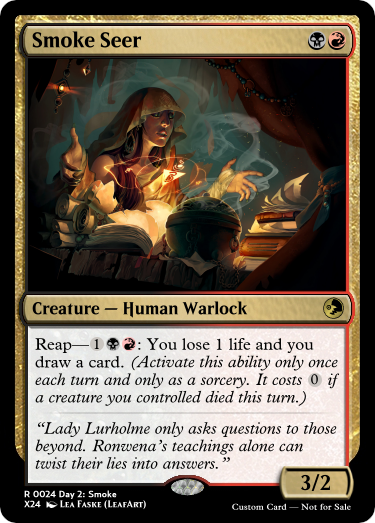 Smoke Seer
Creature — Human Warlock
Reap—1: You lose 1 life and you
draw a card. (Activate this ability only once
each turn and only as a sorcery. It costs 0 if
a creature you controlled died this turn.)
“Lady Lurholme only asks questions to those
beyond. Ronwena’s teachings alone can
twist their lies into answers.”
3/2
R 0024 Day 2: Smoke
X24 Lea Faske (LeafArt)
Custom Card — Not for Sale